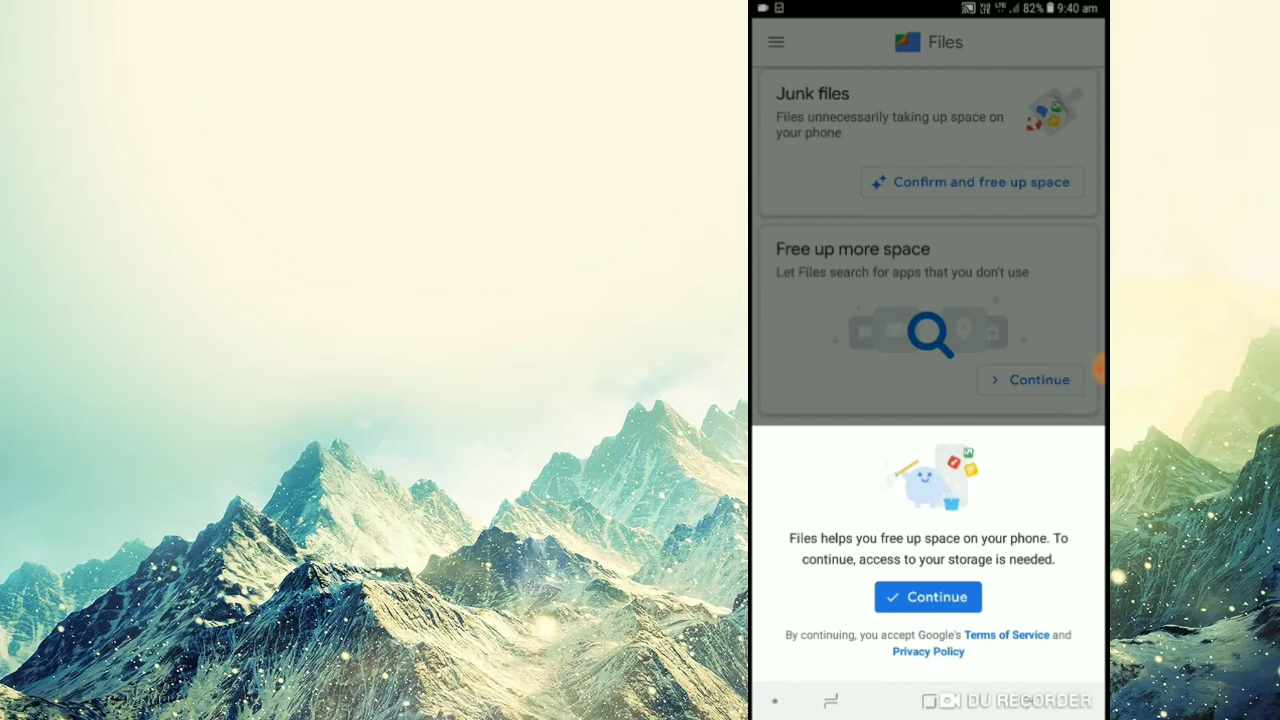 82% 9:40 am
Files
Junk files
Files unnecessarily taking up space on
your phone
Confirm and free up space
Free up more space
Let Files search for apps that you don't use
Continue
Files helps you free up space on your phone. To
continue, access to your storage is needed.
Continue
By continuing, you accept Google's Terms of Service and
Privacy Policy
DU RECORDER